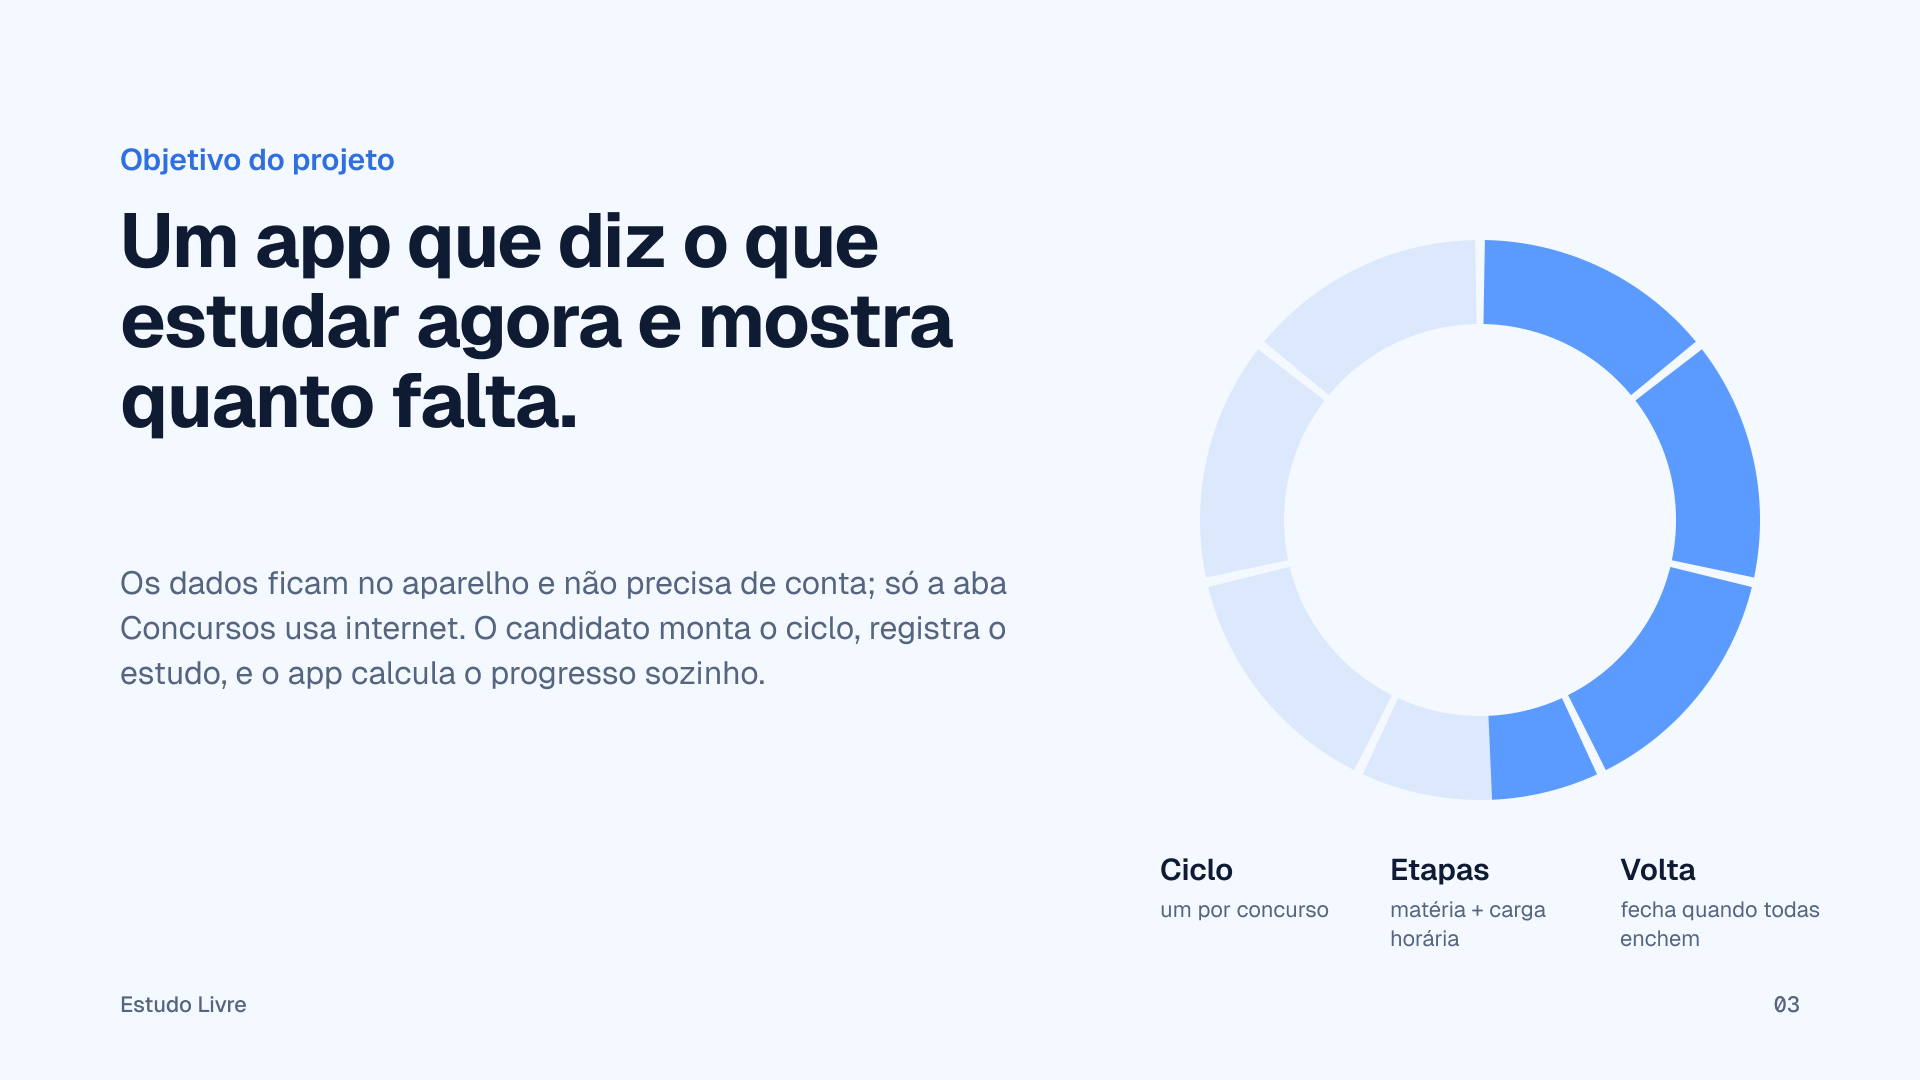 Objetivo do projeto
Um app que diz o que
estudar agora e mostra
quanto falta.
Os dados ficam no aparelho e não precisa de conta; só a aba
Concursos usa internet. O candidato monta o ciclo, registra o
estudo, e o app calcula o progresso sozinho.
Ciclo
um por concurso
Etapas
matéria + carga
horária
Volta
fecha quando todas
enchem
Estudo Livre
03